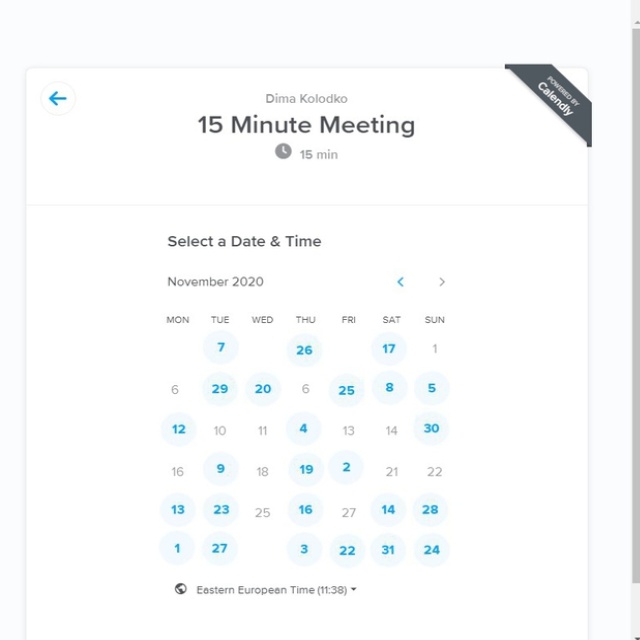 POWERED BY
Calendly
Dima Kolodko
15 Minute Meeting
15 min
Select a Date & Time
November 2020
MON TUE WED THU FRI SAT SUN
7 26 17 1
6 29 20 6 25 8 5
12 10 11 4 13 14 30
16 9 18 19 2 21 22
13 23 25 16 27 14 28
1 27 3 22 31 24
Eastern European Time (11:38)